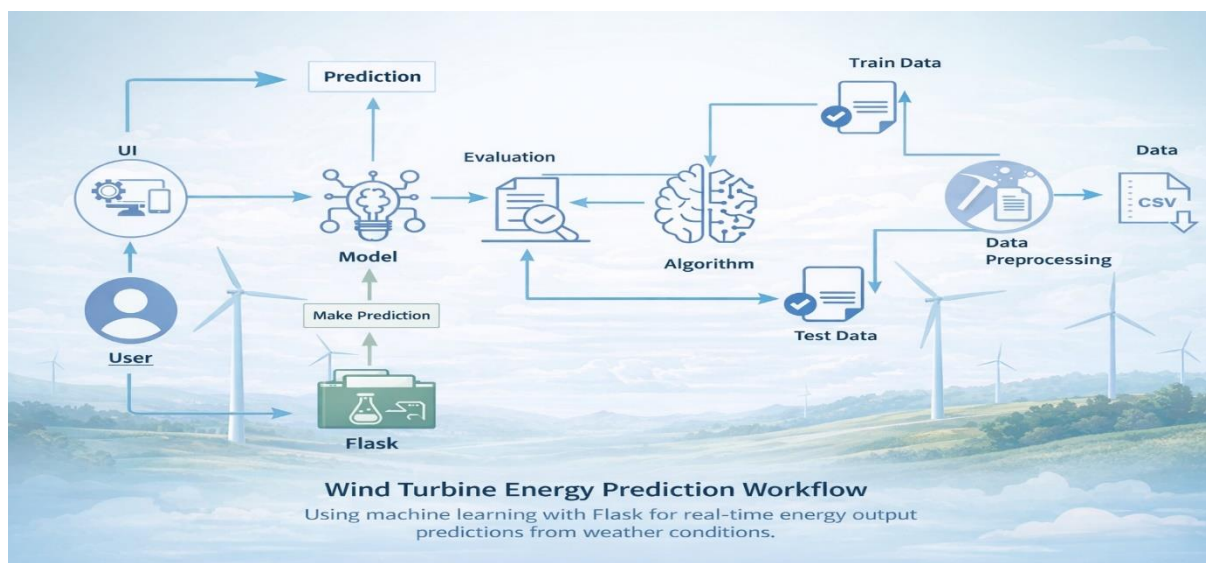 Prediction
Train Data
UI
Evaluation
Data
CSV
Model
Algorithm
Data
Preprocessing
Make Prediction
Test Data
User
Flask
Wind Turbine Energy Prediction Workflow
Using machine learning with Flask for real-time energy output
predictions from weather conditions.